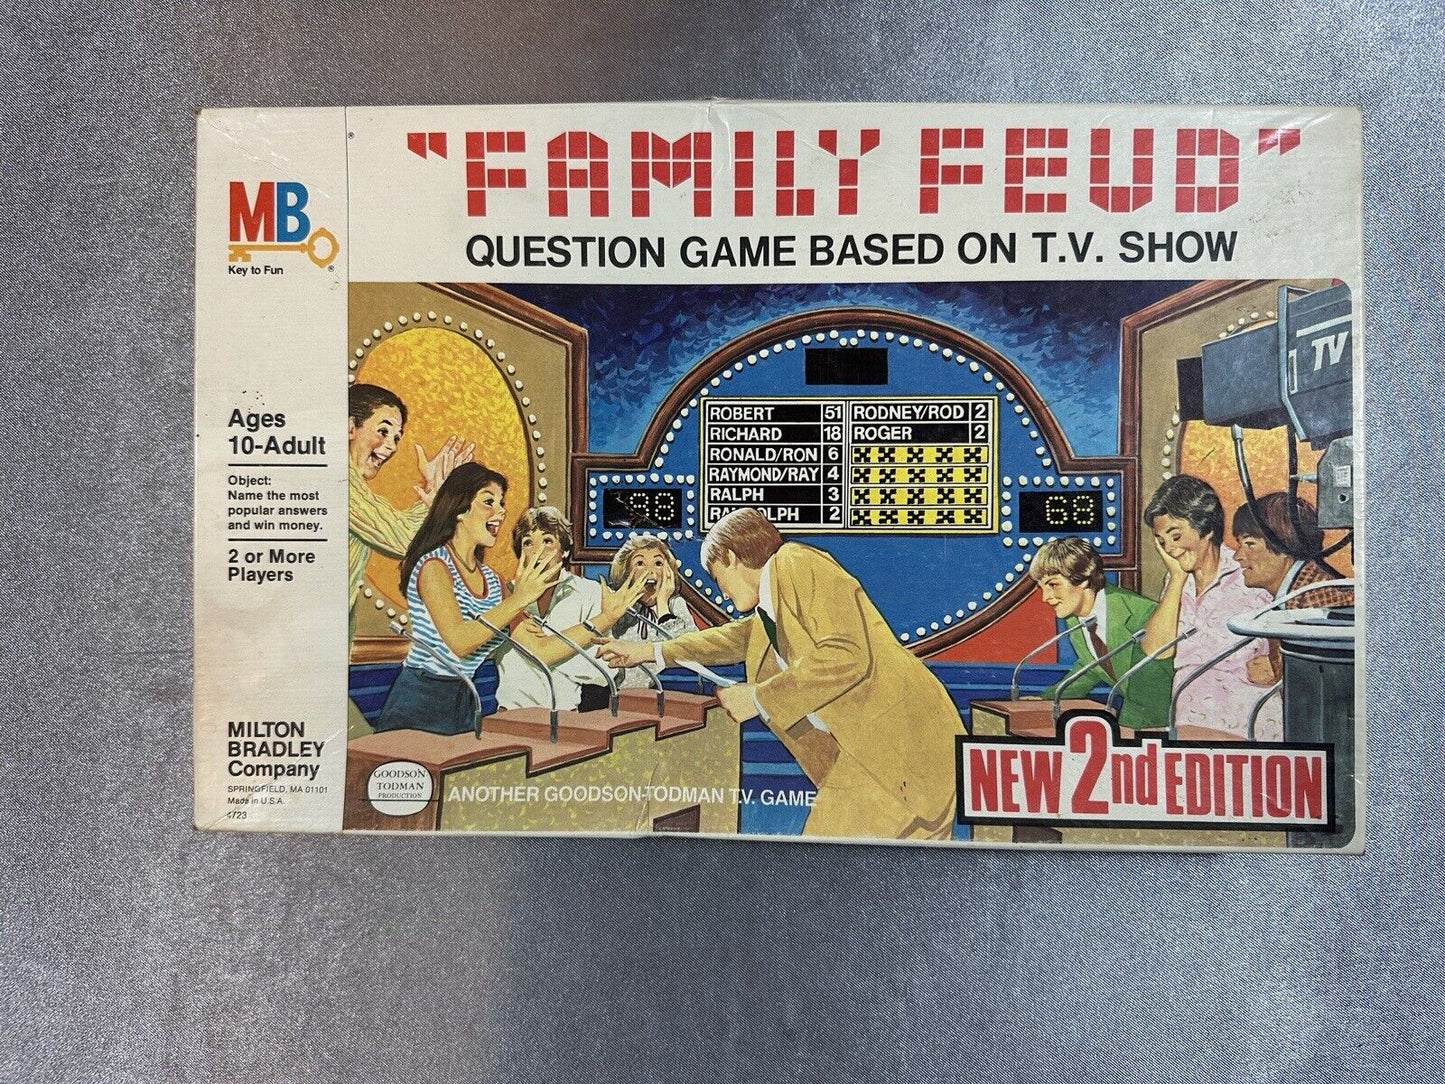 "FAMILY FEUD"
QUESTION GAME BASED ON T.V. SHOW
MB
Key to Fun
Ages
10-Adult
Object:
Name the most
popular answers
and win money.
2 or More
Players
MILTON
BRADLEY
Company
SPRINGFIELD, MA 01101
Made in U.S.A.
4723
ROBERT 51
RICHARD 18
RONALD/RON 6
RAYMOND/RAY 4
RALPH 3
2
RODNEY/ROD 2
ROGER 2
68
TV
GOODSON
TODMAN
PRODUCTION
ANOTHER GOODSON-TODMAN T.V. GAME
NEW 2nd EDITION